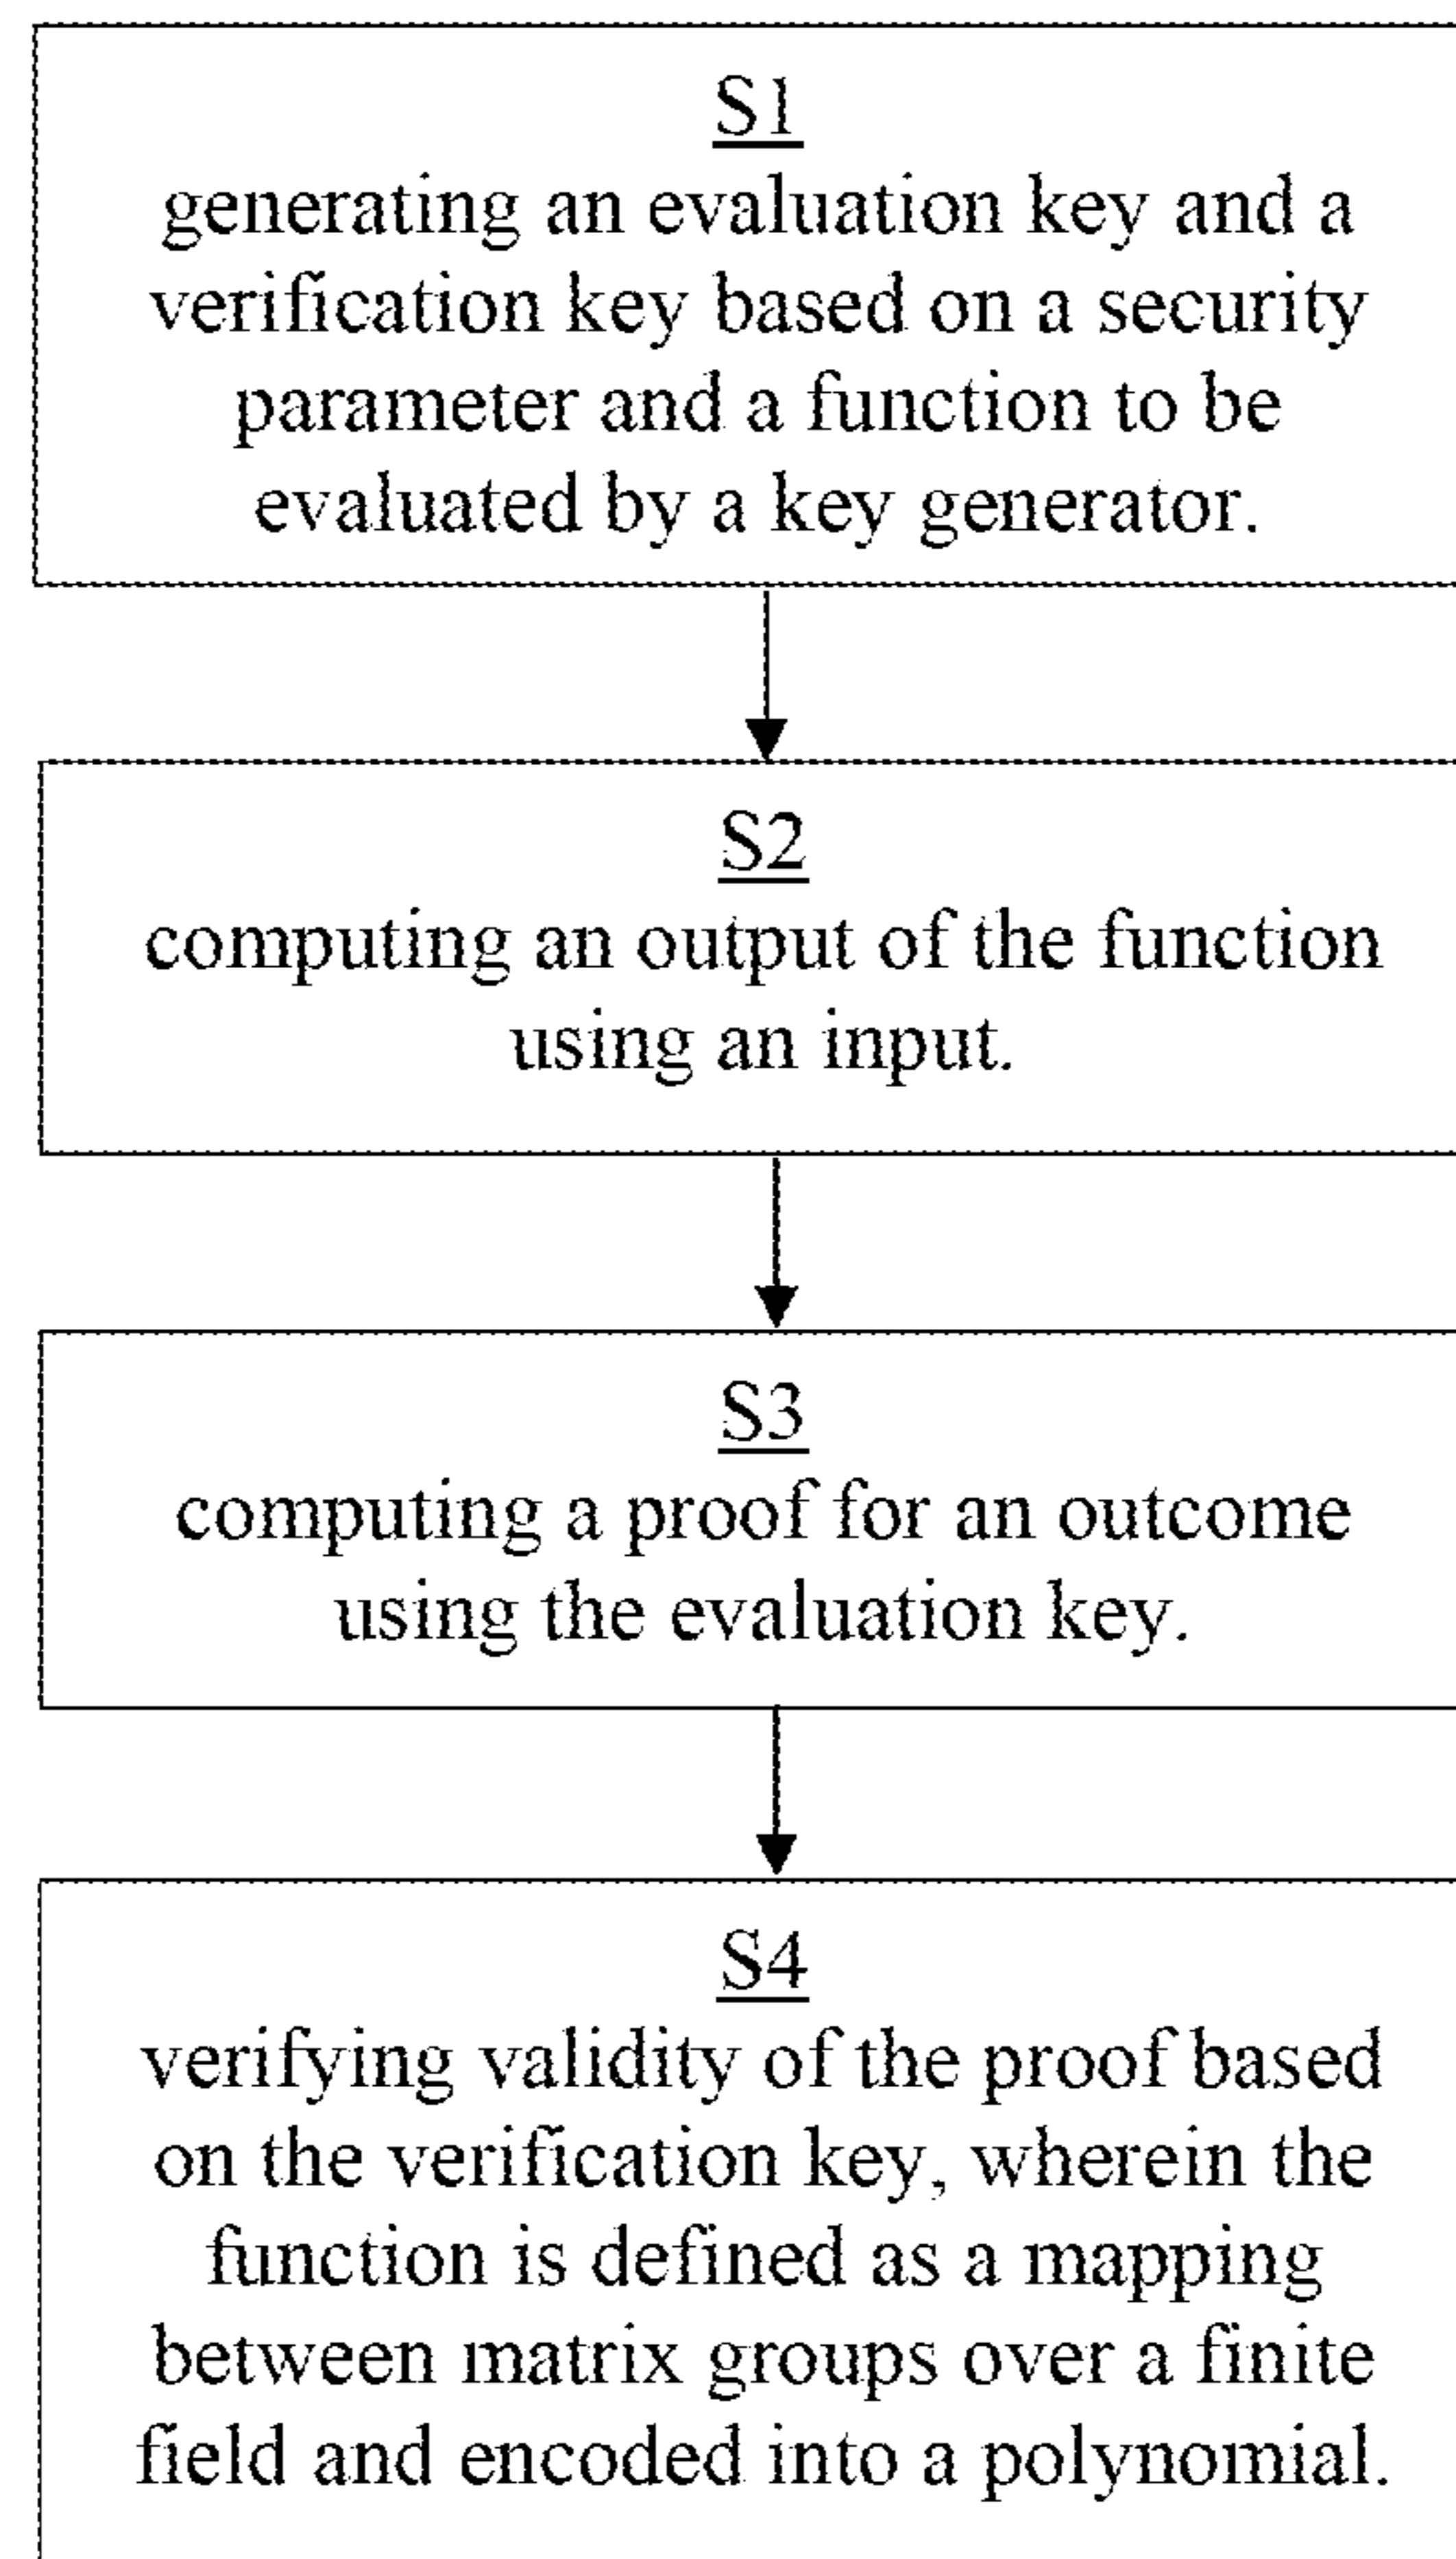 S1
generating an evaluation key and a
verification key based on a security
parameter and a function to be
evaluated by a key generator.
S2
computing an output of the function
using an input.
S3
computing a proof for an outcome
using the evaluation key.
S4
verifying validity of the proof based
on the verification key, wherein the
function is defined as a mapping
between matrix groups over a finite
field and encoded into a polynomial.